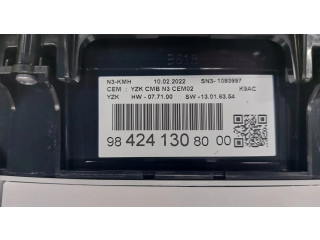 N3-KMH 10.02.2022 SN3-1093997
CEM : YZK CMB N3 CEM02 K9AC
YZK HW - 07.71.00 SW - 13.01.63.54
98 424 130 80 00